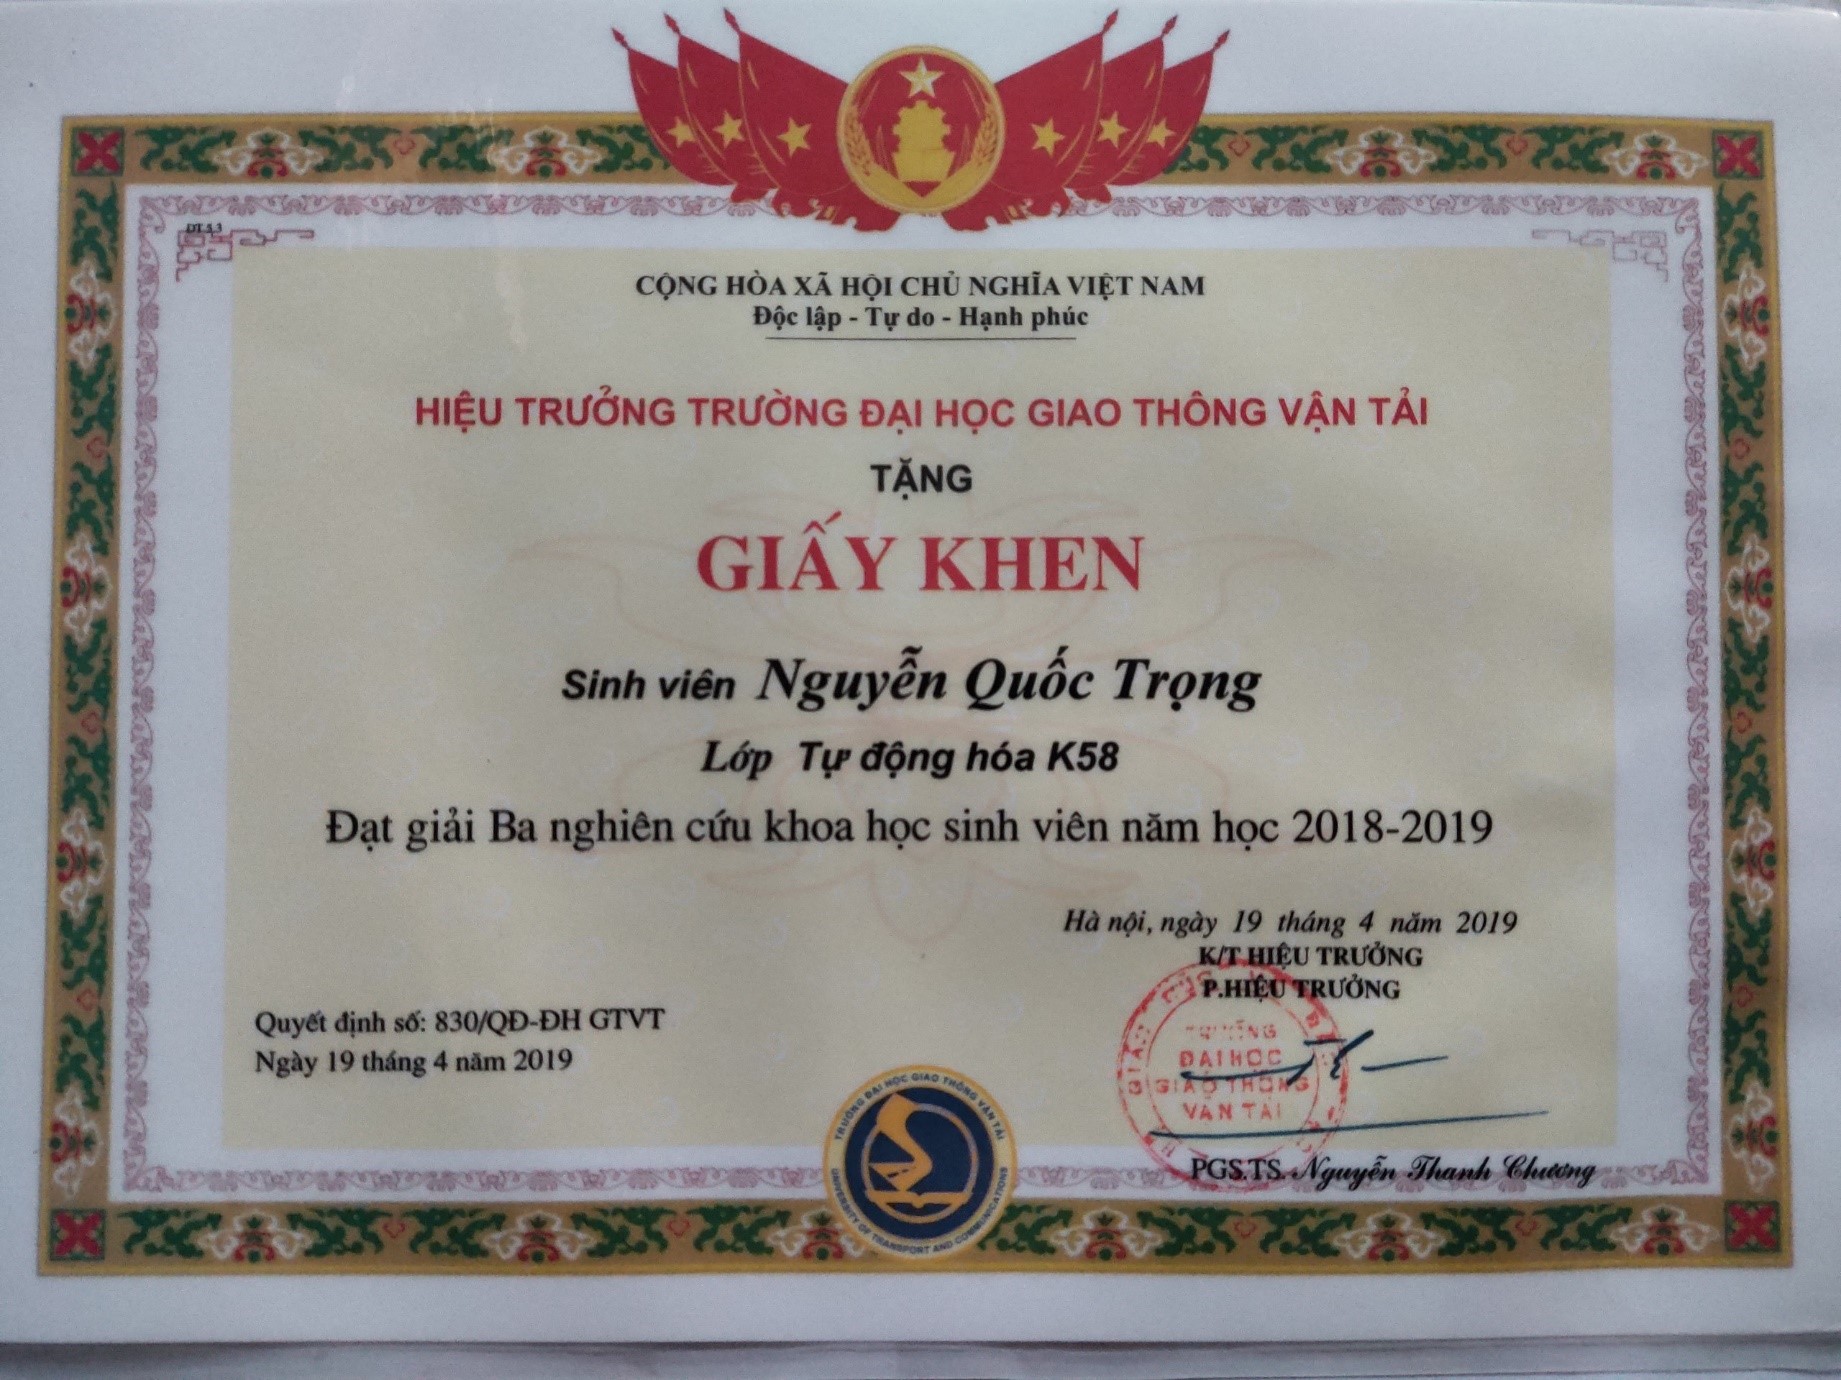 DT 5.3
CỘNG HÒA XÃ HỘI CHỦ NGHĨA VIỆT NAM
Độc lập - Tự do - Hạnh phúc
HIỆU TRƯỞNG TRƯỜNG ĐẠI HỌC GIAO THÔNG VẬN TẢI
TẶNG
GIẤY KHEN
Sinh viên Nguyễn Quốc Trọng
Lớp Tự động hóa K58
Đạt giải Ba nghiên cứu khoa học sinh viên năm học 2018-2019
Hà nội, ngày 19 tháng 4 năm 2019
K/T HIỆU TRƯỞNG
P.HIỆU TRƯỞNG
Quyết định số: 830/QĐ-ĐH GTVT
Ngày 19 tháng 4 năm 2019
TRƯỜNG
ĐẠI HỌC
GIAO THÔNG
VẬN TẢI
PGS.TS. Nguyễn Thanh Chương
TRƯỜNG ĐẠI HỌC GIAO THÔNG VẬN TẢI
UNIVERSITY OF TRANSPORT AND COMMUNICATIONS